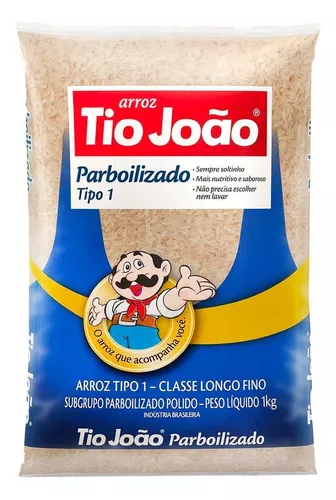 arroz
Tio João®
Parboilizado
Tipo 1
• Sempre soltinho
• Mais nutritivo e saboroso
• Não precisa escolher
nem lavar
O arroz que acompanha você.
ARROZ TIPO 1 – CLASSE LONGO FINO
SUBGRUPO PARBOILIZADO POLIDO – PESO LÍQUIDO 1kg
INDÚSTRIA BRASILEIRA
Tio João Parboilizado